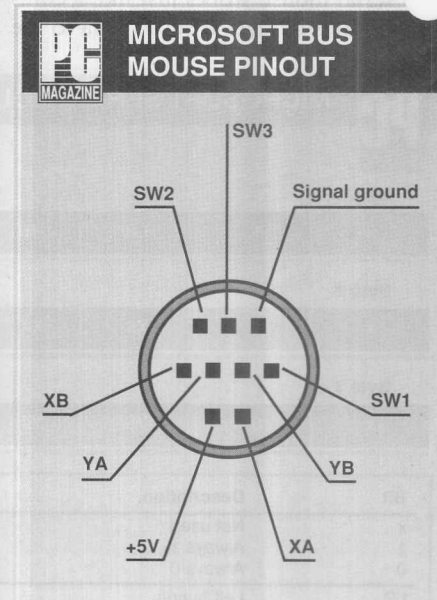 PC
MAGAZINE
MICROSOFT BUS
MOUSE PINOUT
SW3
SW2
Signal ground
XB
SW1
YA
YB
+5V
XA